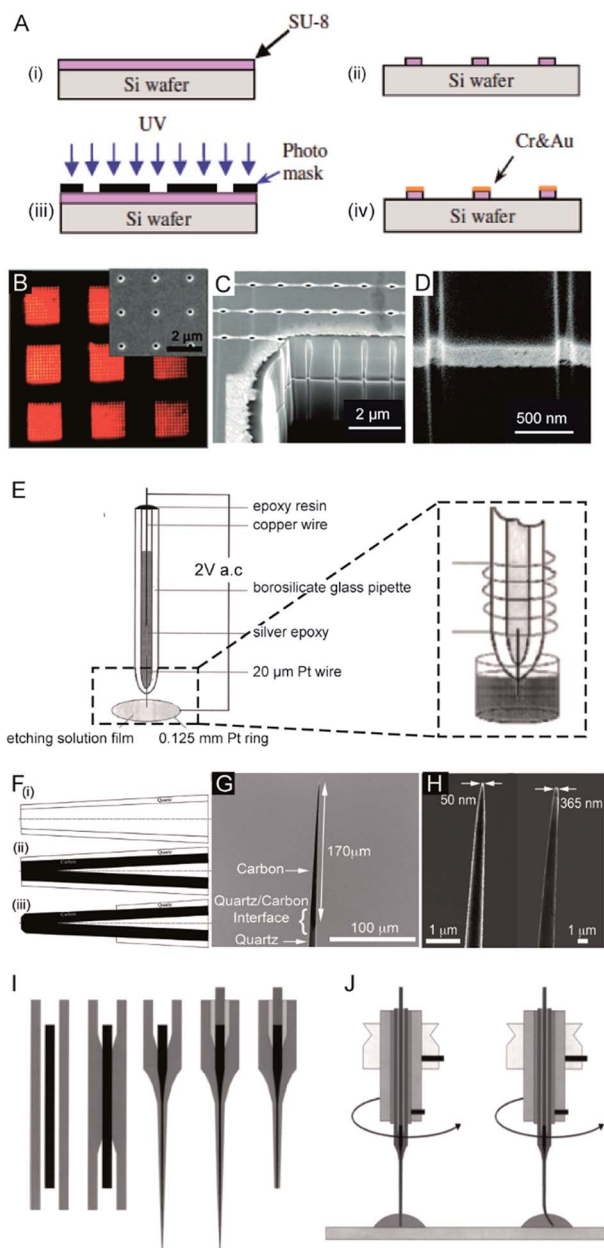 A
SU-8
(i)
Si wafer
(ii)
Si wafer
UV
Photo
mask
(iii)
Si wafer
Cr&Au
(iv)
Si wafer
B
2 µm
C
2 µm
D
500 nm
E
epoxy resin
copper wire
2V a.c
borosilicate glass pipette
silver epoxy
20 µm Pt wire
etching solution film
0.125 mm Pt ring
F
(i)
Quartz
(ii)
Carbon
Quartz
(iii)
Carbon
Quartz
G
170µm
Carbon
Quartz/Carbon
Interface
Quartz
100 µm
H
50 nm
365 nm
1 µm
1 µm
I
J